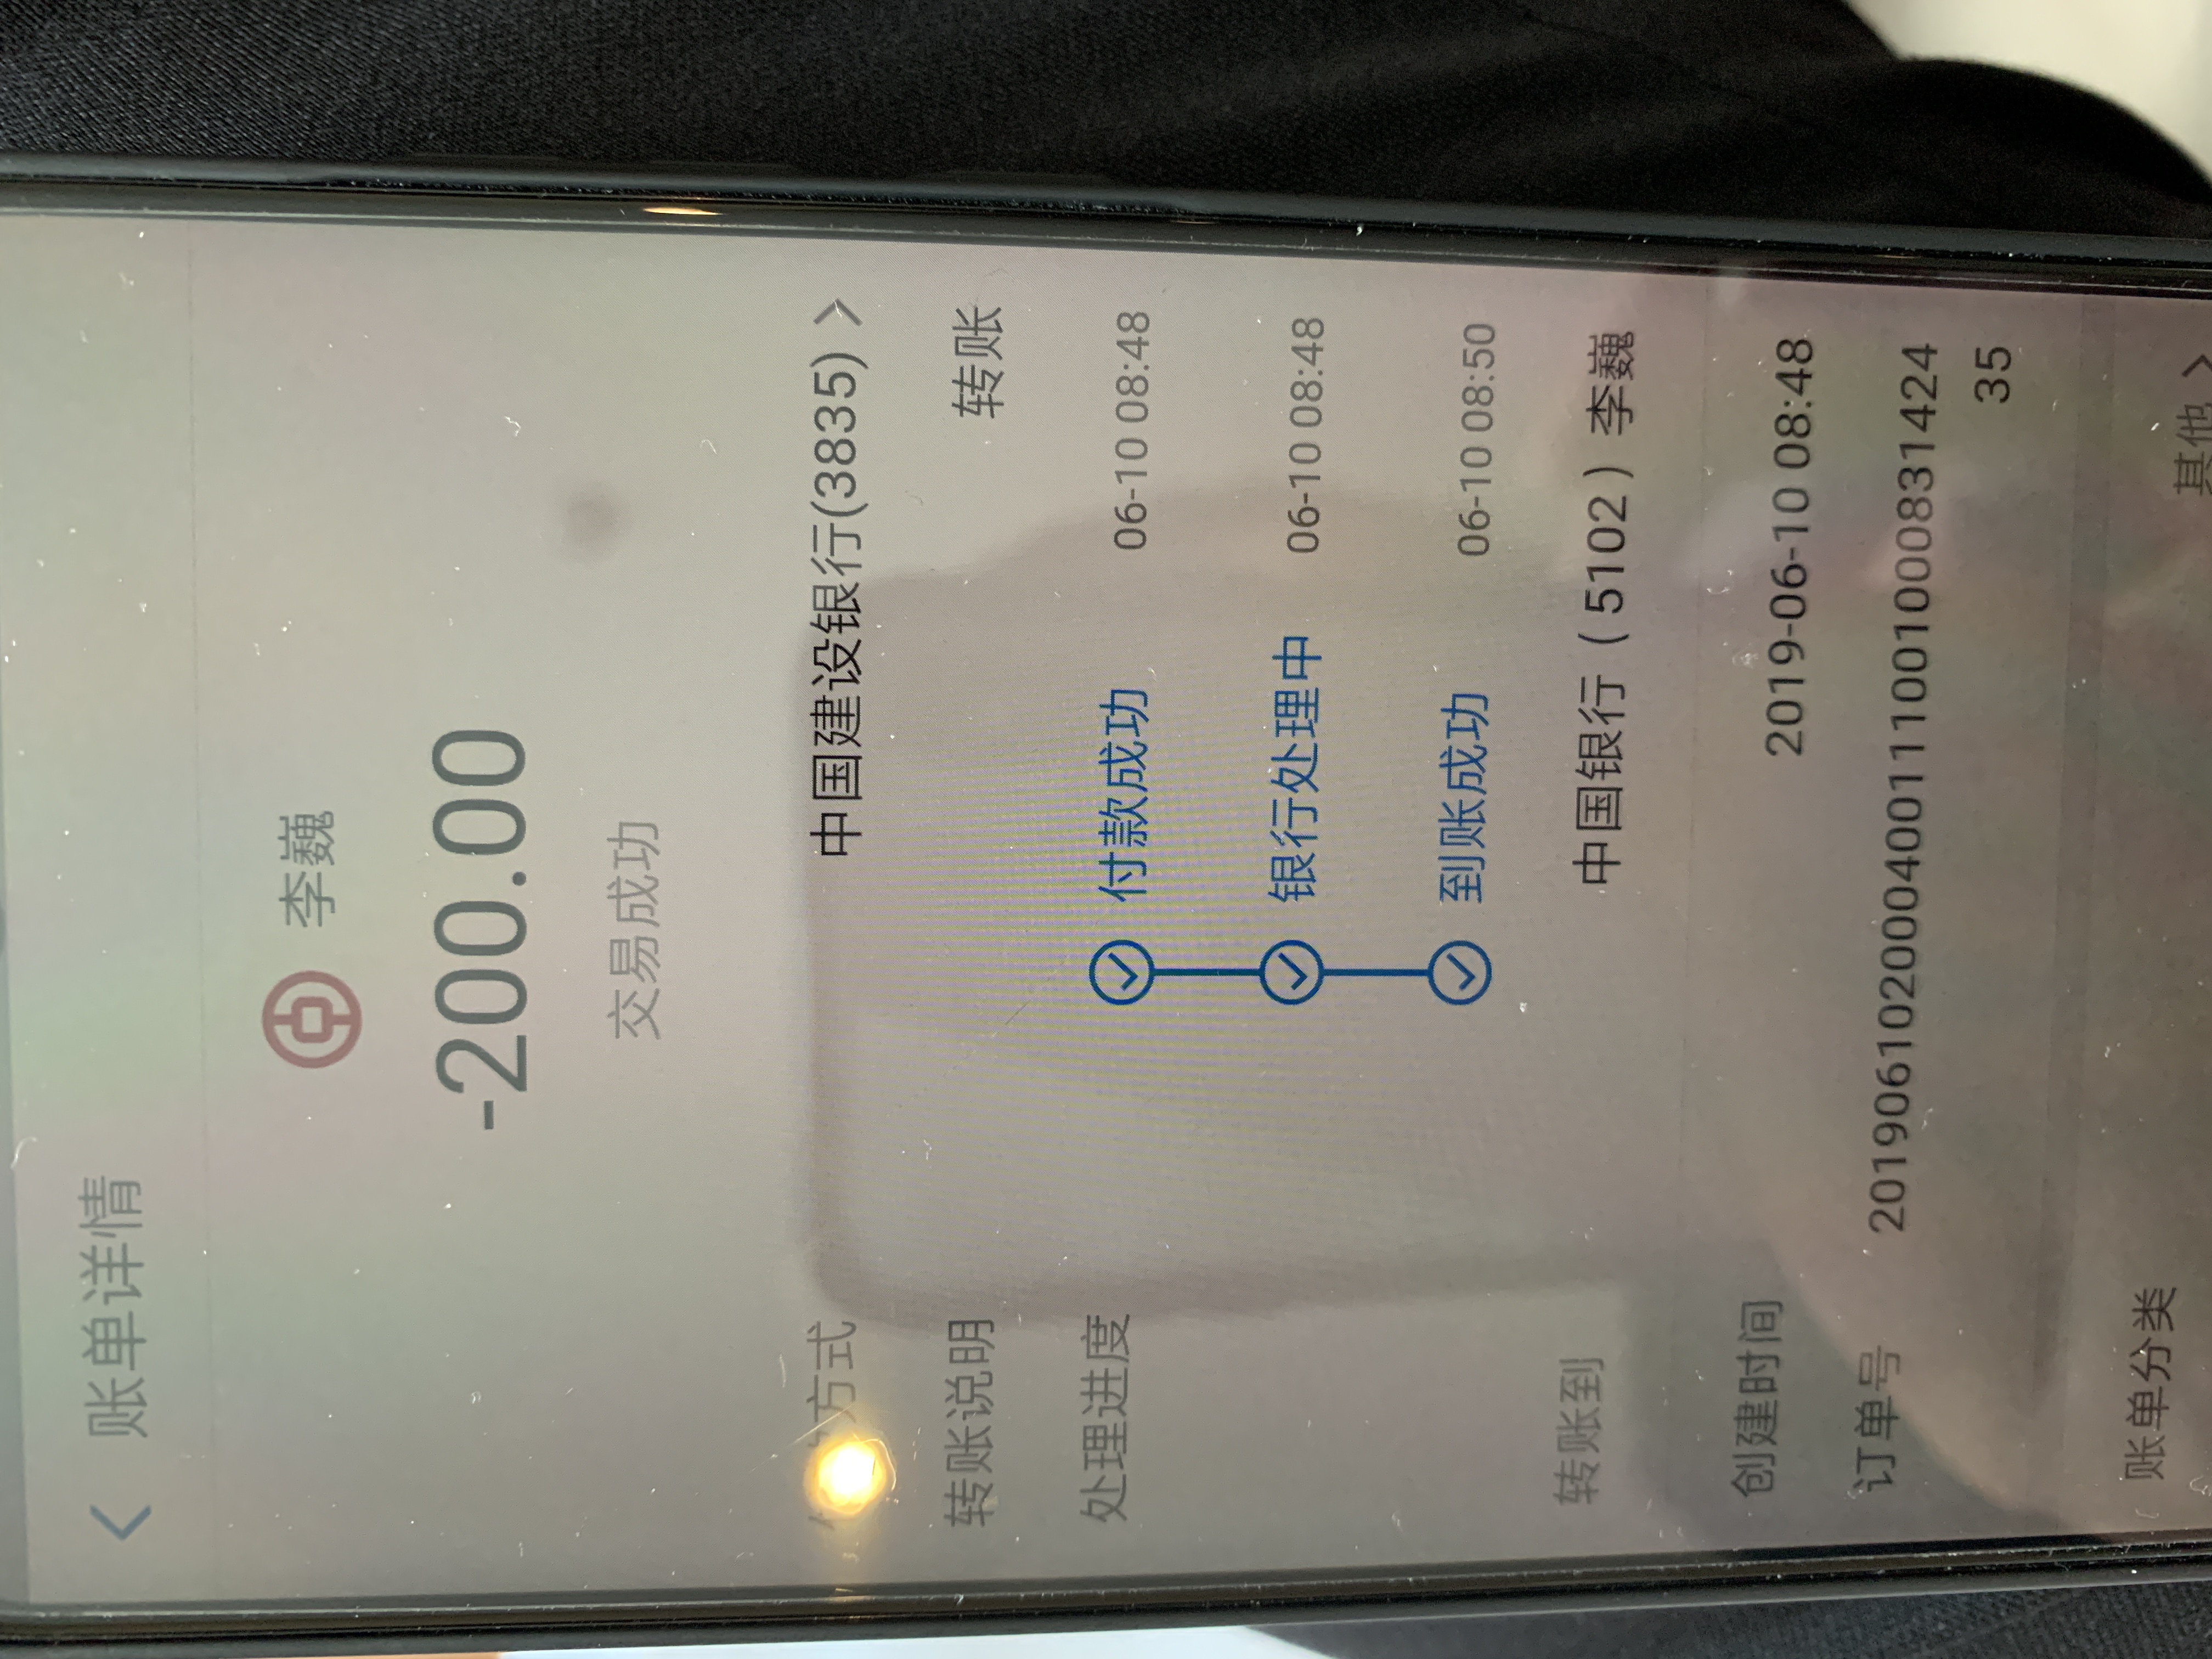 账单详情
李巍
-200.00
交易成功
方式 中国建设银行(3835)
转账说明 转账
处理进度 付款成功 06-10 08:48
银行处理中 06-10 08:48
到账成功 06-10 08:50
转账到 中国银行（5102）李巍
创建时间 2019-06-10 08:48
订单号 201906102000400111001000831424
35
账单分类 其他